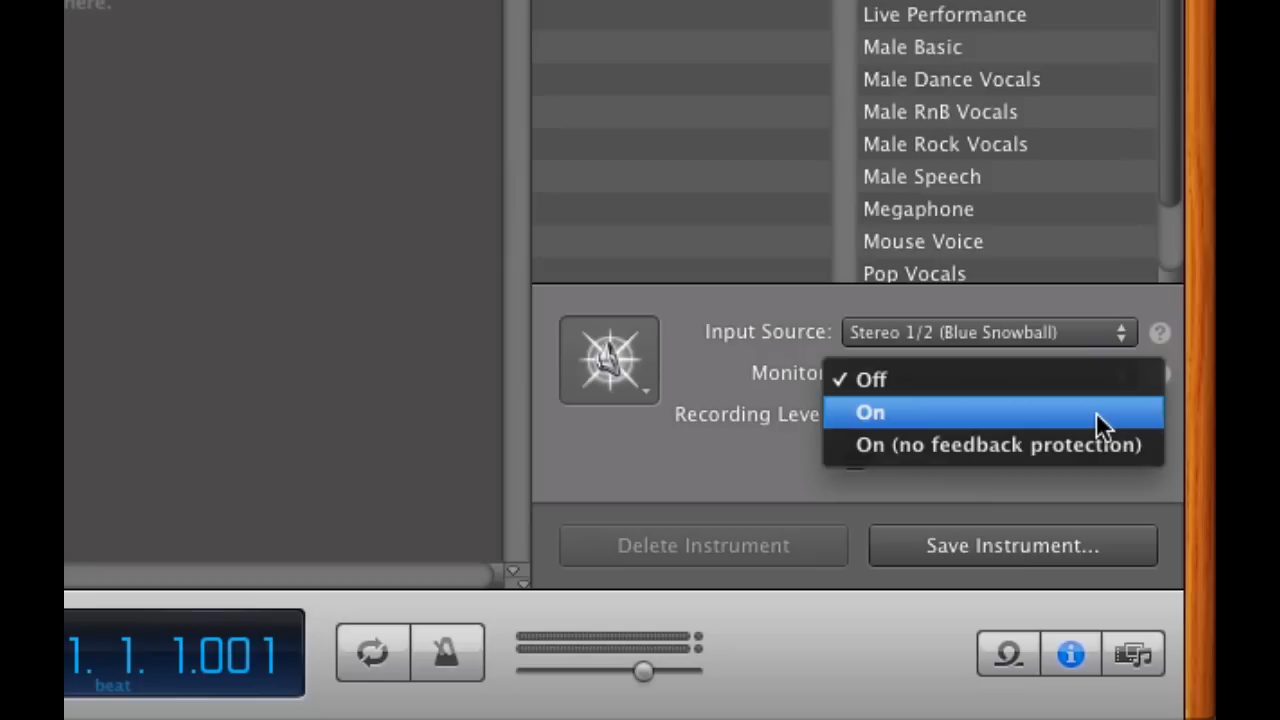 here.
Live Performance
Male Basic
Male Dance Vocals
Male RnB Vocals
Male Rock Vocals
Male Speech
Megaphone
Mouse Voice
Pop Vocals
Input Source: Stereo 1/2 (Blue Snowball) ?
Monitor
✓ Off
On
Recording Leve
On (no feedback protection)
Delete Instrument Save Instrument...
1. 1. 1.001
beat